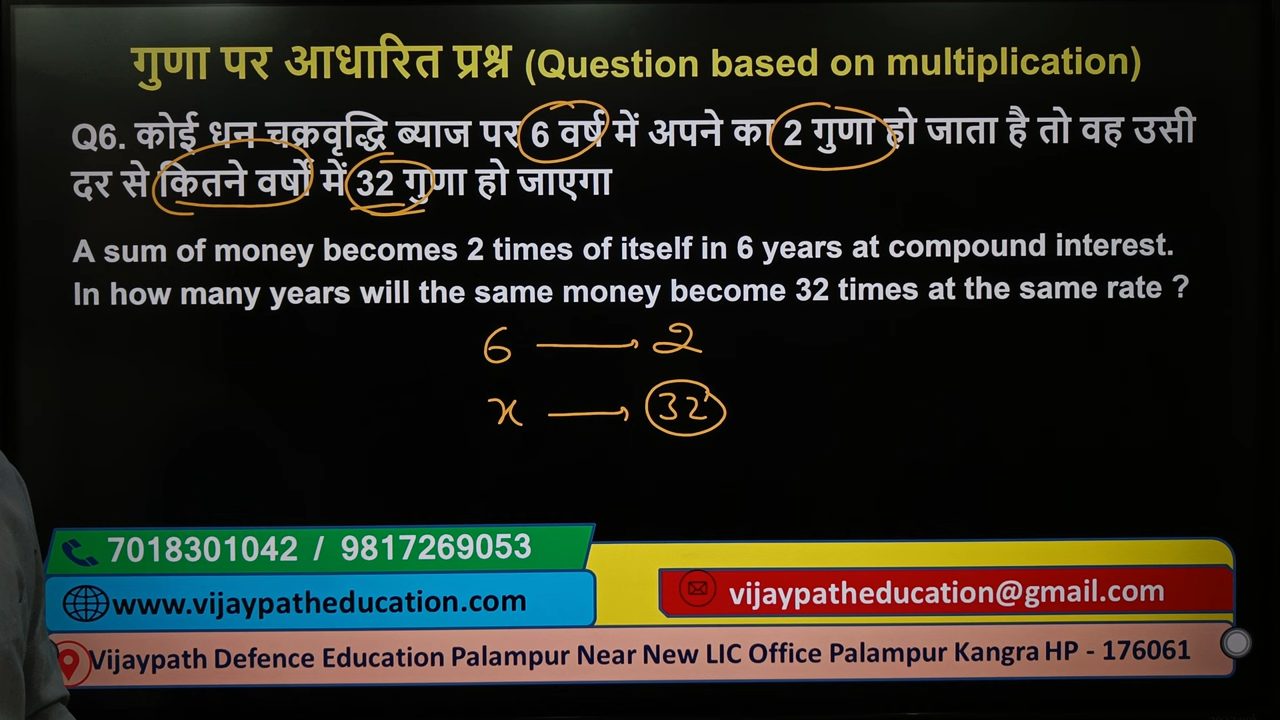 गुणा पर आधारित प्रश्न (Question based on multiplication)
Q6. कोई धन चक्रवृद्धि ब्याज पर 6 वर्ष में अपने का 2 गुणा हो जाता है तो वह उसी
दर से कितने वर्षों में 32 गुणा हो जाएगा
A sum of money becomes 2 times of itself in 6 years at compound interest.
In how many years will the same money become 32 times at the same rate ?
6 → 2
x → 32
7018301042 / 9817269053
www.vijaypatheducation.com
vijaypatheducation@gmail.com
Vijaypath Defence Education Palampur Near New LIC Office Palampur Kangra HP - 176061